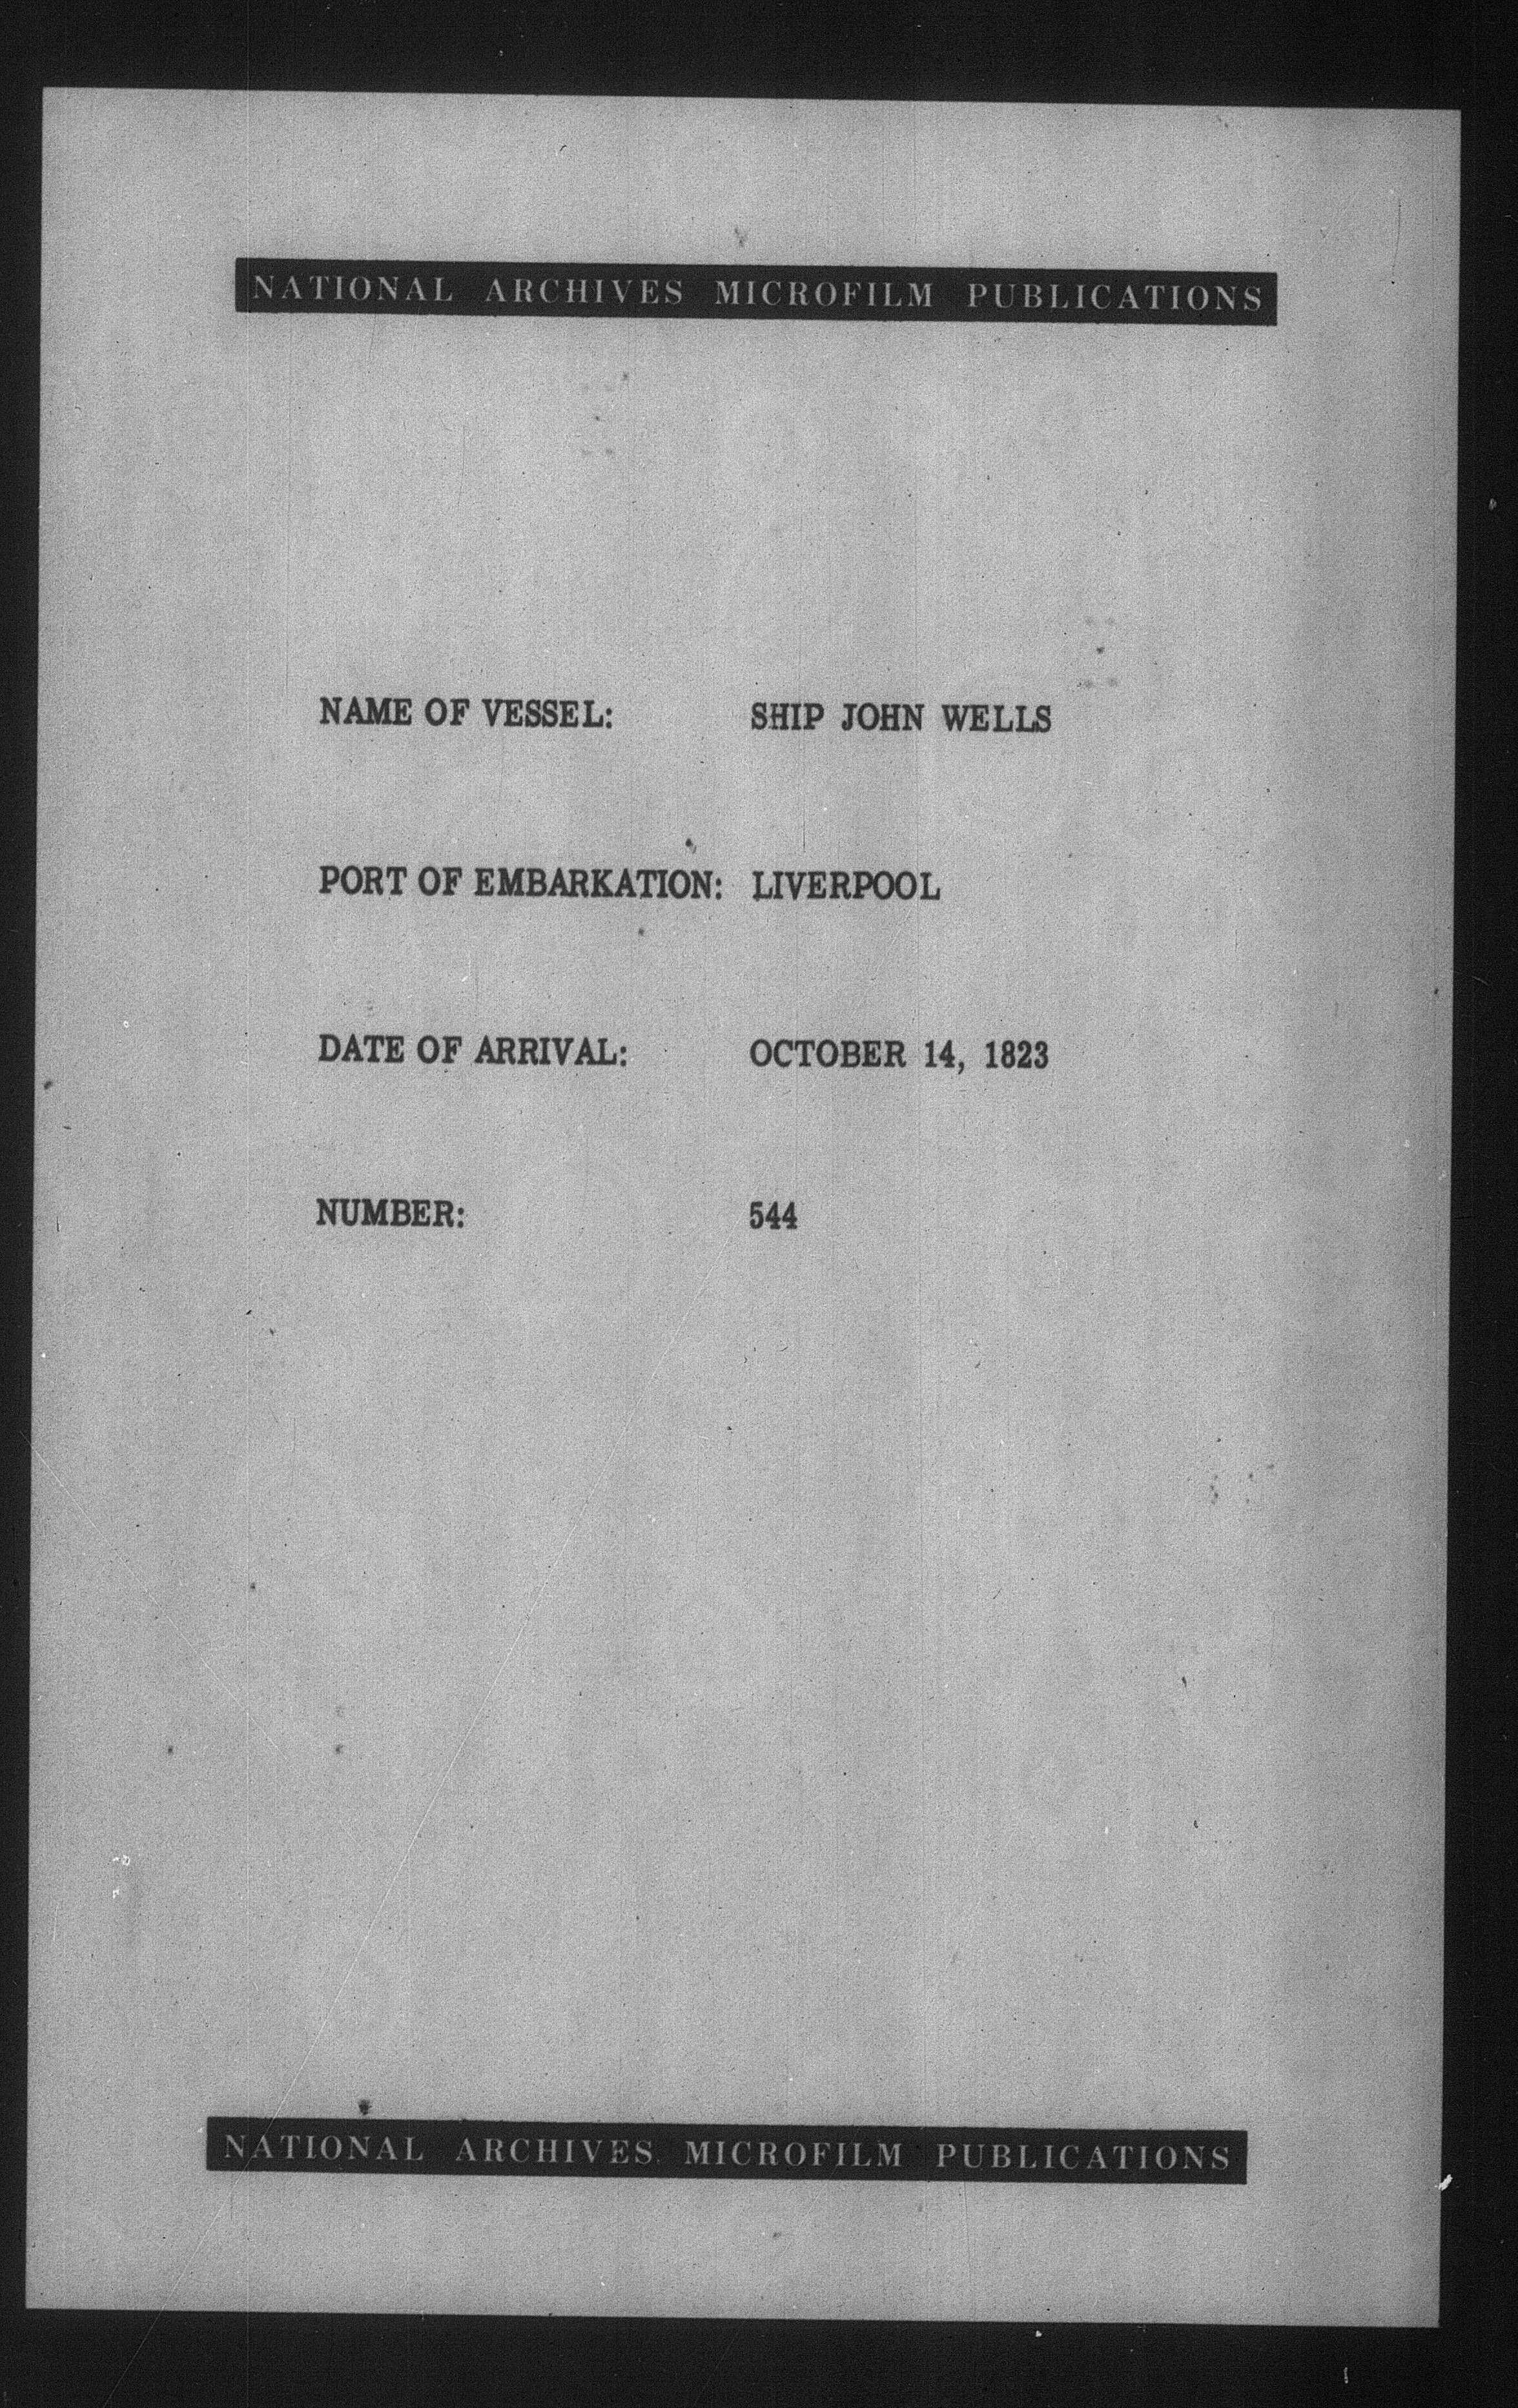 NATIONAL ARCHIVES MICROFILM PUBLICATIONS
NAME OF VESSEL: SHIP JOHN WELLS
PORT OF EMBARKATION: LIVERPOOL
DATE OF ARRIVAL: OCTOBER 14, 1823
NUMBER: 544
NATIONAL ARCHIVES MICROFILM PUBLICATIONS